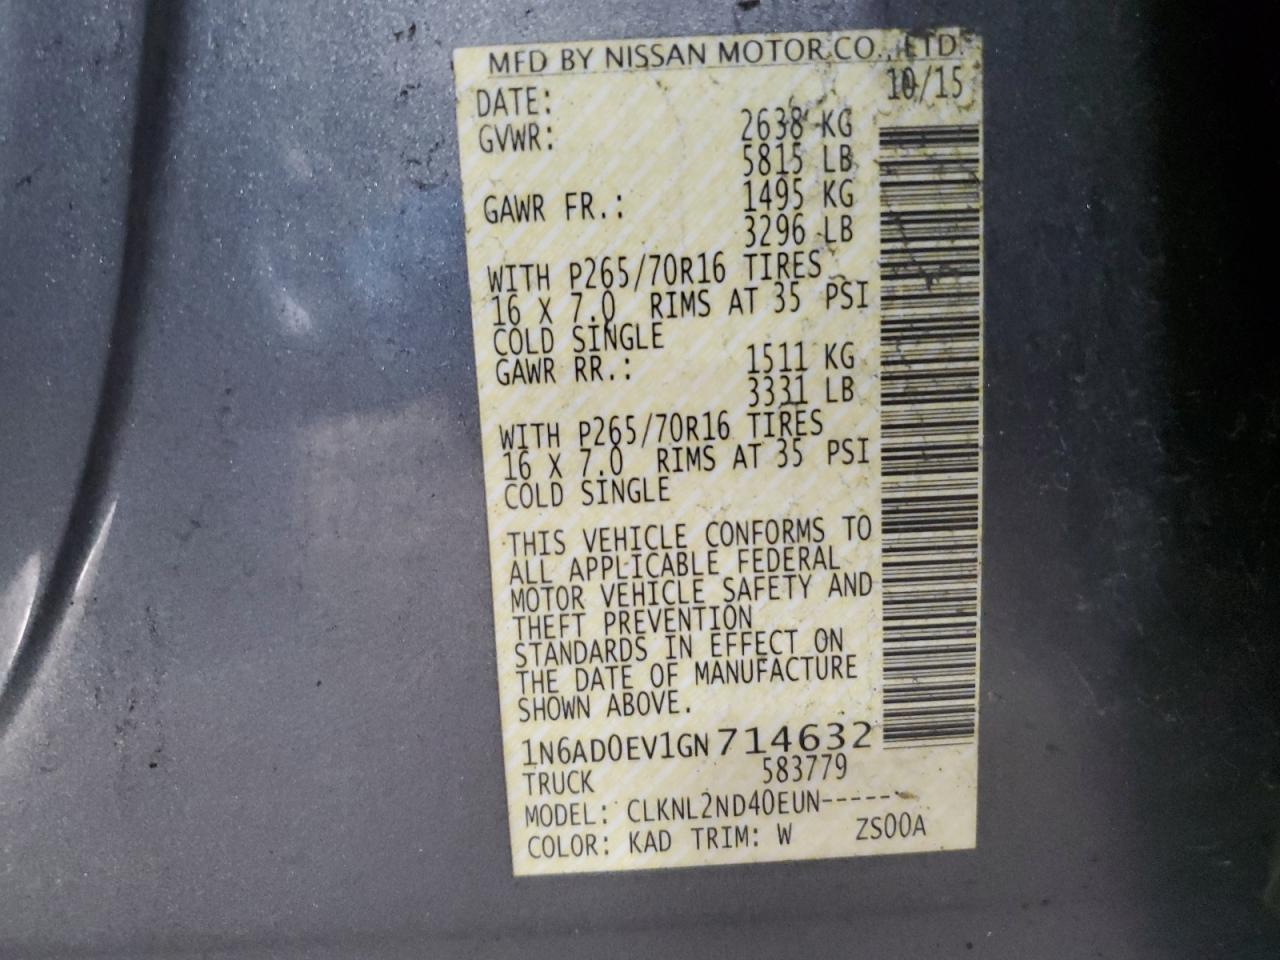 MFD BY NISSAN MOTOR CO., LTD.
DATE: 10/15
GVWR: 2638 KG
5815 LB
GAWR FR.: 1495 KG
3296 LB
WITH P265/70R16 TIRES
16 X 7.0 RIMS AT 35 PSI
COLD SINGLE
GAWR RR.: 1511 KG
3331 LB
WITH P265/70R16 TIRES
16 X 7.0 RIMS AT 35 PSI
COLD SINGLE
THIS VEHICLE CONFORMS TO
ALL APPLICABLE FEDERAL
MOTOR VEHICLE SAFETY AND
THEFT PREVENTION
STANDARDS IN EFFECT ON
THE DATE OF MANUFACTURE
SHOWN ABOVE.
1N6AD0EV1GN714632
TRUCK 583779
MODEL: CLKNL2ND40EUN------
COLOR: KAD TRIM: W ZS00A